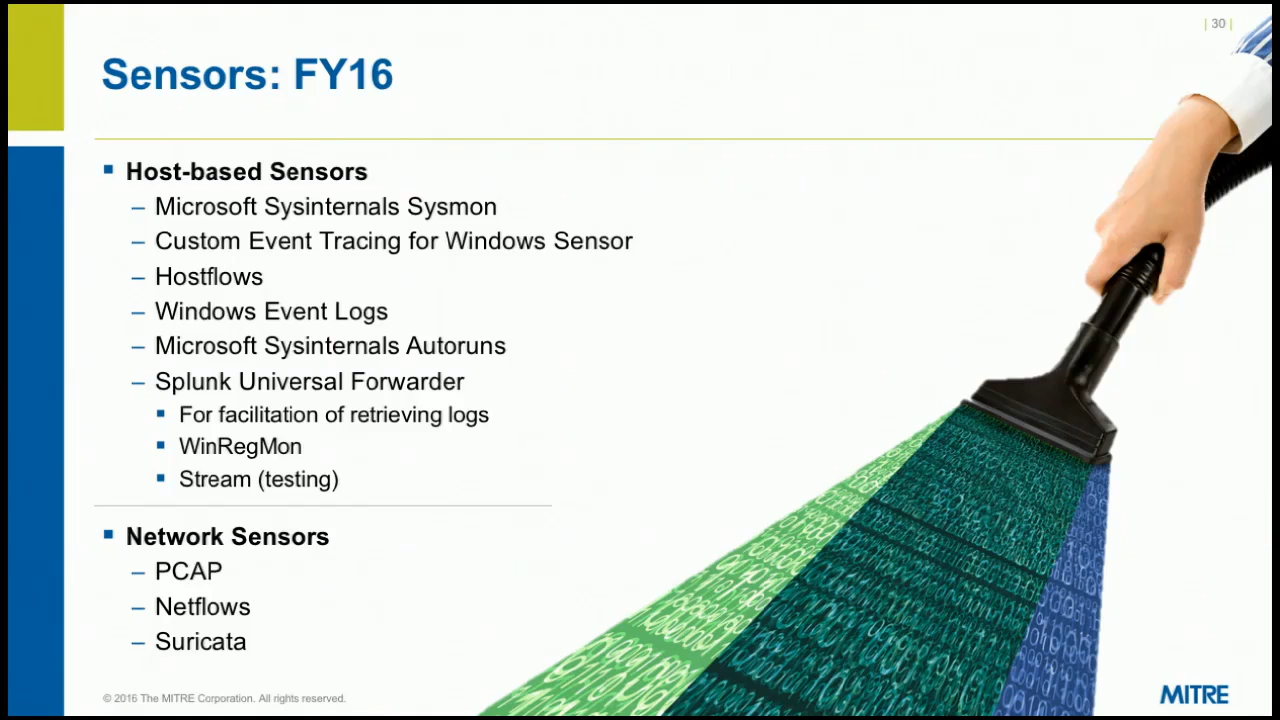 | 30 |
Sensors: FY16
Host-based Sensors
– Microsoft Sysinternals Sysmon
– Custom Event Tracing for Windows Sensor
– Hostflows
– Windows Event Logs
– Microsoft Sysinternals Autoruns
– Splunk Universal Forwarder
For facilitation of retrieving logs
WinRegMon
Stream (testing)
Network Sensors
– PCAP
– Netflows
– Suricata
© 2016 The MITRE Corporation. All rights reserved.
MITRE